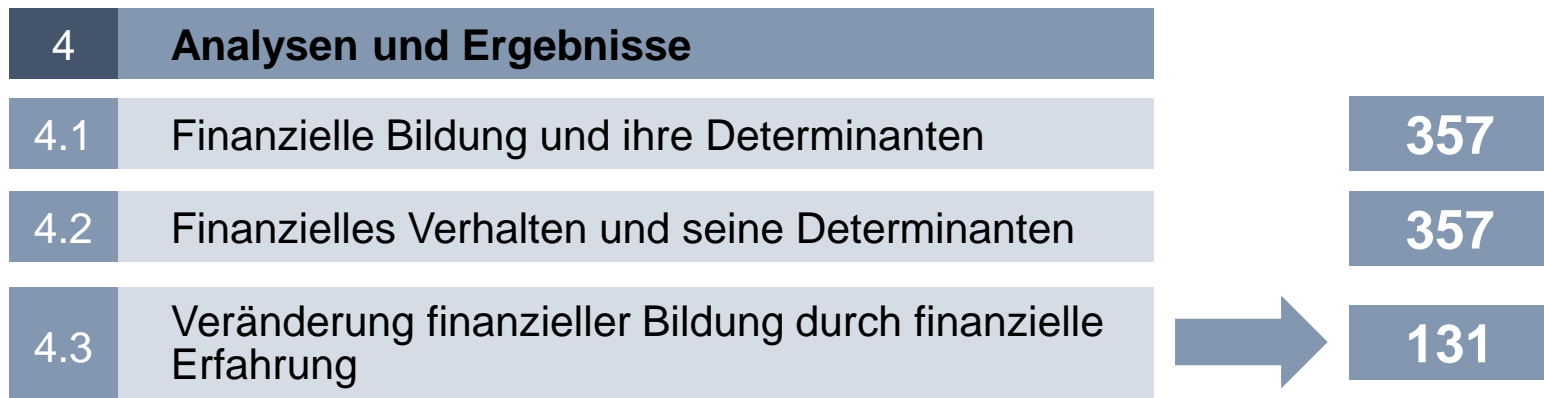 4 Analysen und Ergebnisse
4.1 Finanzielle Bildung und ihre Determinanten 357
4.2 Finanzielles Verhalten und seine Determinanten 357
4.3 Veränderung finanzieller Bildung durch finanzielle
Erfahrung 131